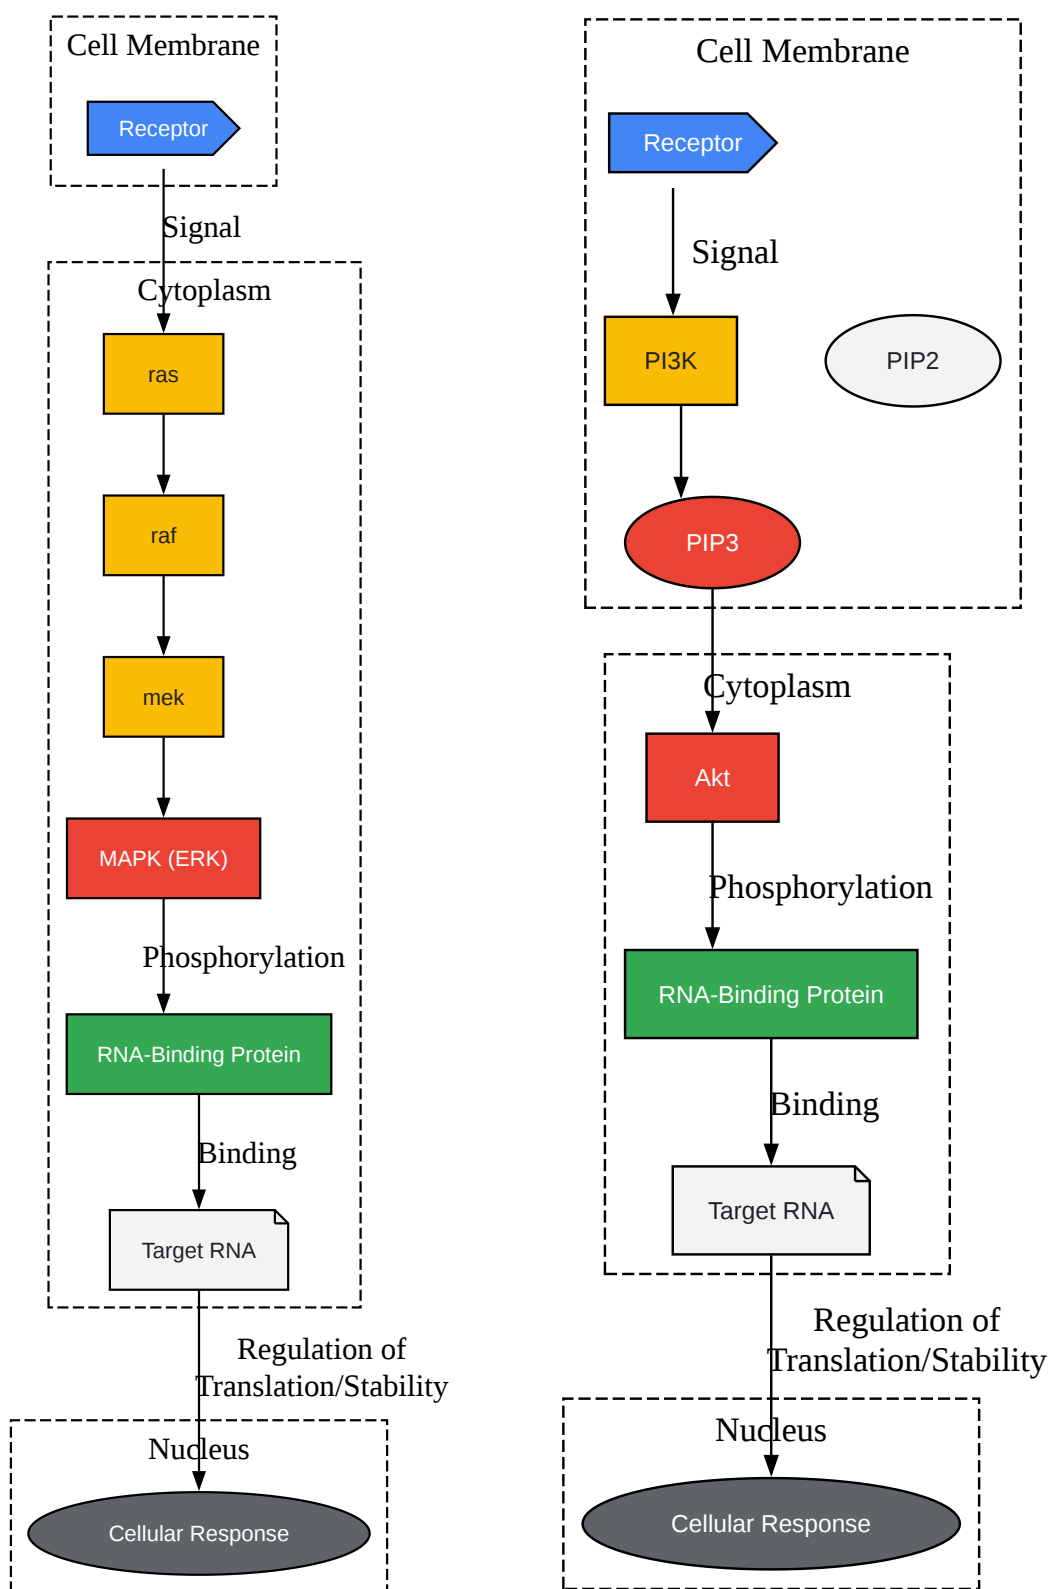 Cell Membrane
Receptor
Signal
Cytoplasm
ras
raf
mek
MAPK (ERK)
Phosphorylation
RNA-Binding Protein
Binding
Target RNA
Regulation of
Translation/Stability
Nucleus
Cellular Response
Cell Membrane
Receptor
Signal
PI3K
PIP2
PIP3
Cytoplasm
Akt
Phosphorylation
RNA-Binding Protein
Binding
Target RNA
Regulation of
Translation/Stability
Nucleus
Cellular Response